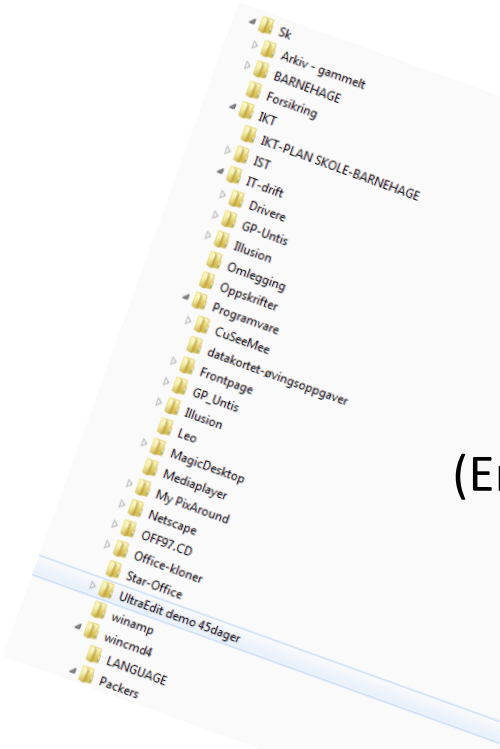 Sk
Arkiv - gammelt
BARNEHAGE
Forsikring
IKT
IKT-PLAN SKOLE-BARNEHAGE
IST
IT-drift
Drivere
GP-Untis
Illusion
Omlegging
Oppskrifter
Programvare
CuSeeMee
datakortet-øvingsoppgaver
Frontpage
GP_Untis
Illusion
Leo
MagicDesktop
Mediaplayer
My PixAround
Netscape
OFF97.CD
Office-kloner
Star-Office
UltraEdit demo 45dager
winamp
wincmd4
LANGUAGE
Packers